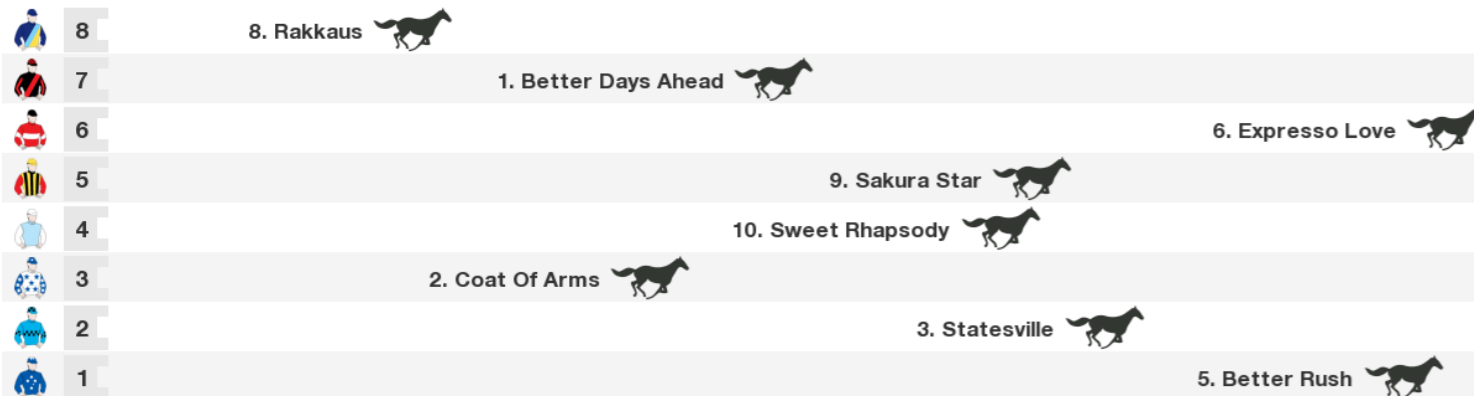 8 8. Rakkaus
7 1. Better Days Ahead
6 6. Expresso Love
5 9. Sakura Star
4 10. Sweet Rhapsody
3 2. Coat Of Arms
2 3. Statesville
1 5. Better Rush